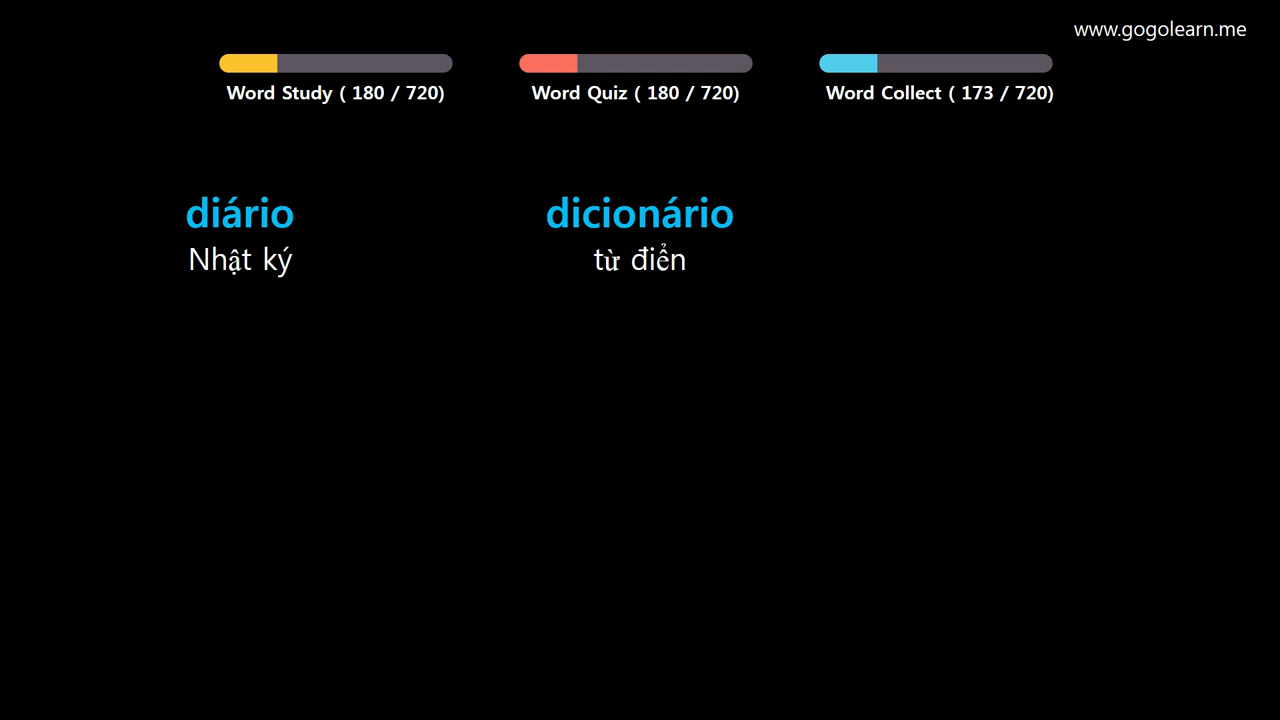 www.gogolearn.me
Word Study ( 180 / 720)
Word Quiz ( 180 / 720)
Word Collect ( 173 / 720)
diário
Nhật ký
dicionário
từ điển